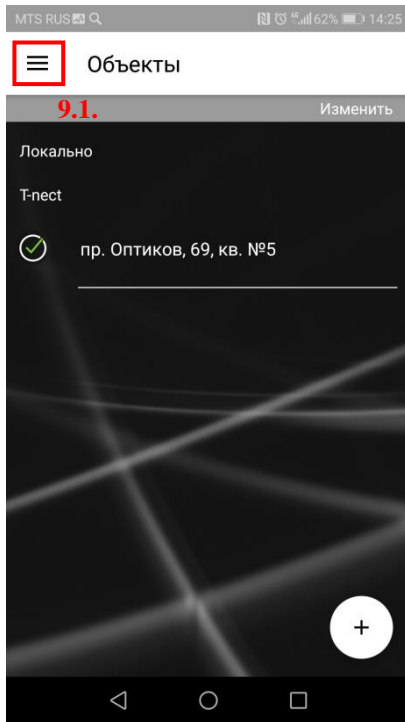 MTS RUS 62% 14:25
Объекты
9.1. Изменить
Локально
T-nect
пр. Оптиков, 69, кв. №5
+